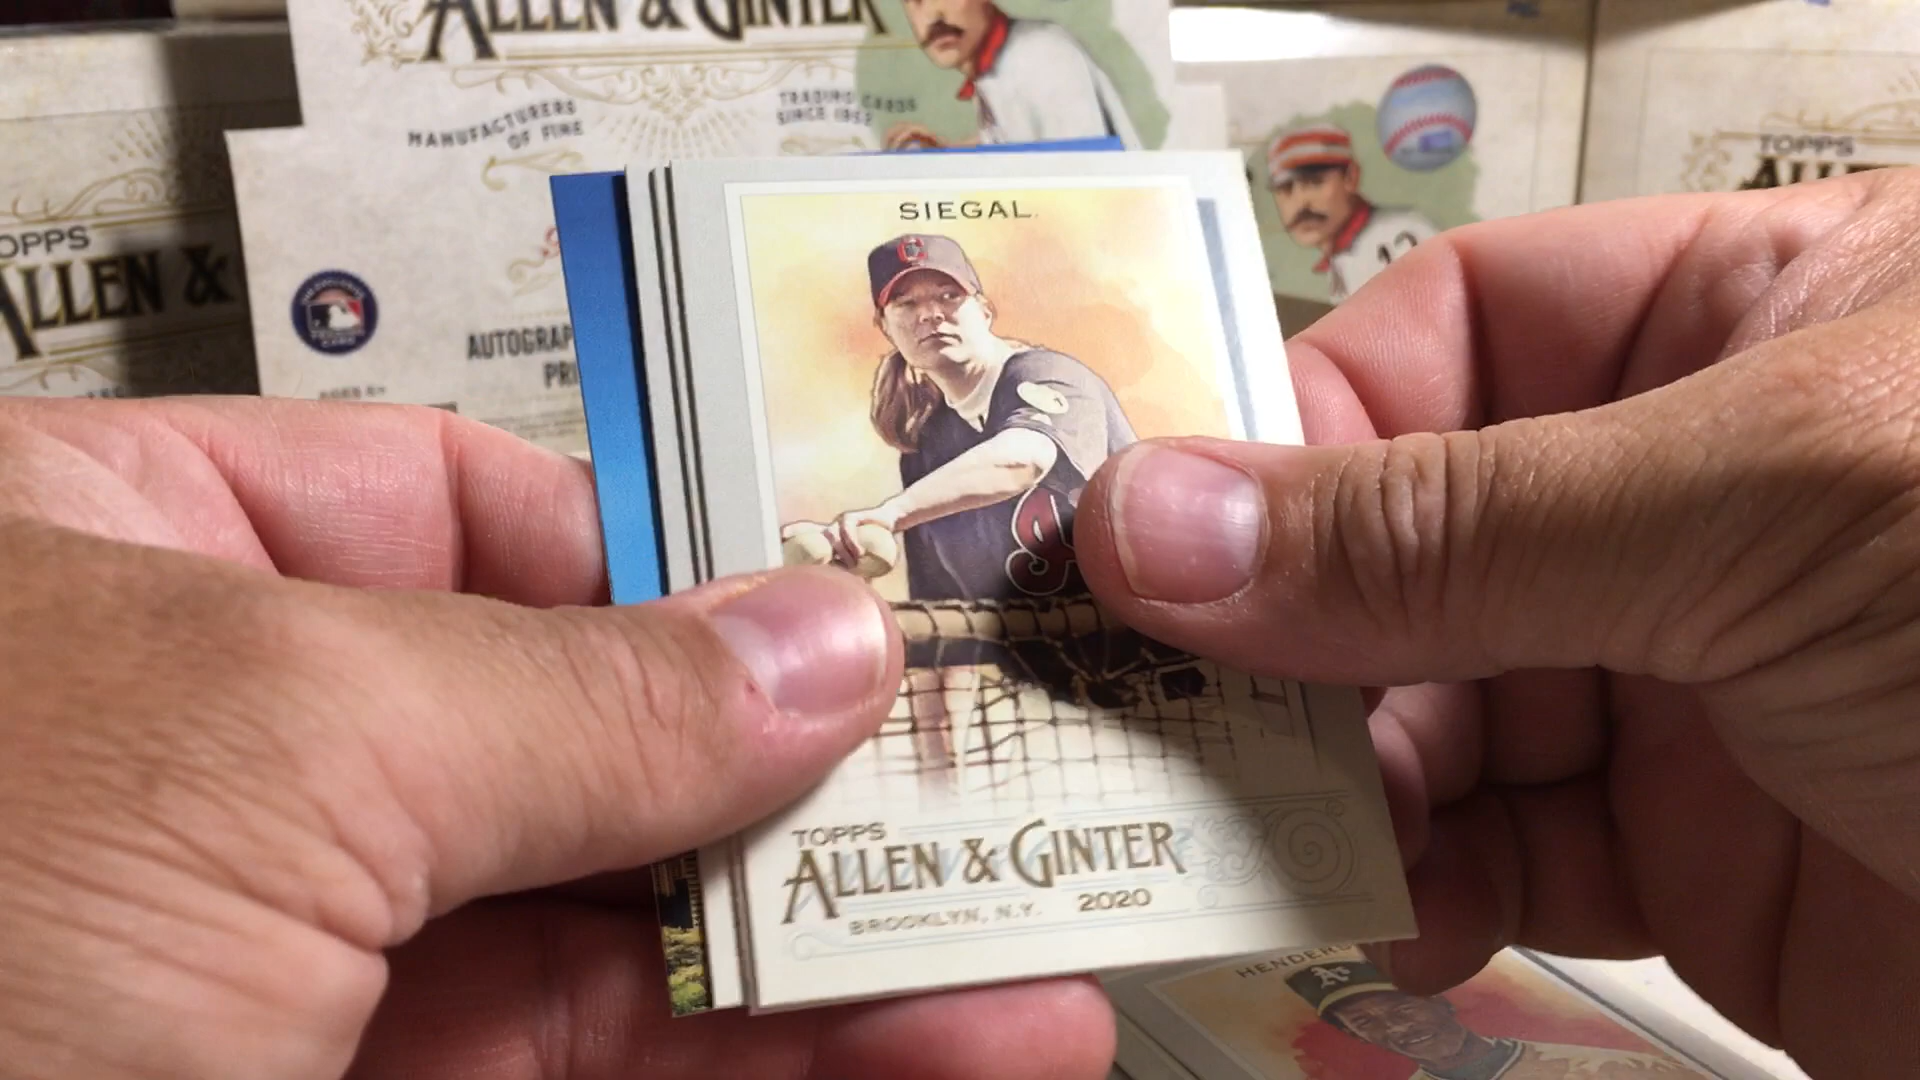 ALLEN & GINTER
MANUFACTURERS
OF FINE
TRADING CARDS
SINCE 1952
TOPPS
ALLEN &
AUTOGRAP
PRI
TOPPS
SIEGAL
C
TOPPS
ALLEN & GINTER
BROOKLYN, N.Y. 2020
HENDERS
A's